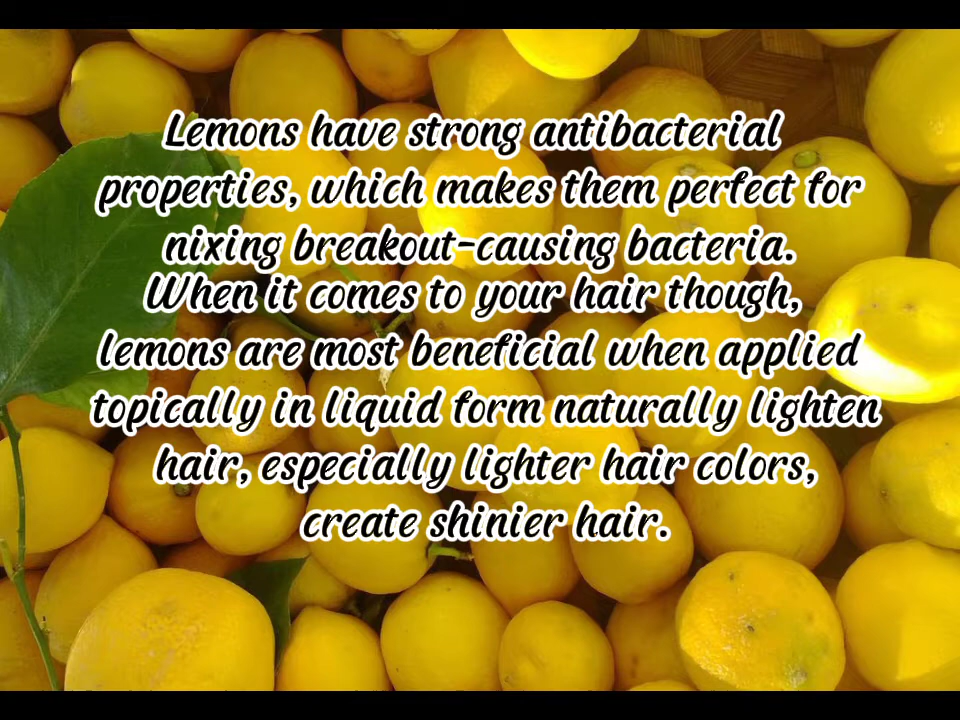 Lemons have strong antibacterial
properties, which makes them perfect for
nixing breakout-causing bacteria.
When it comes to your hair though,
lemons are most beneficial when applied
topically in liquid form naturally lighten
hair, especially lighter hair colors,
create shinier hair.